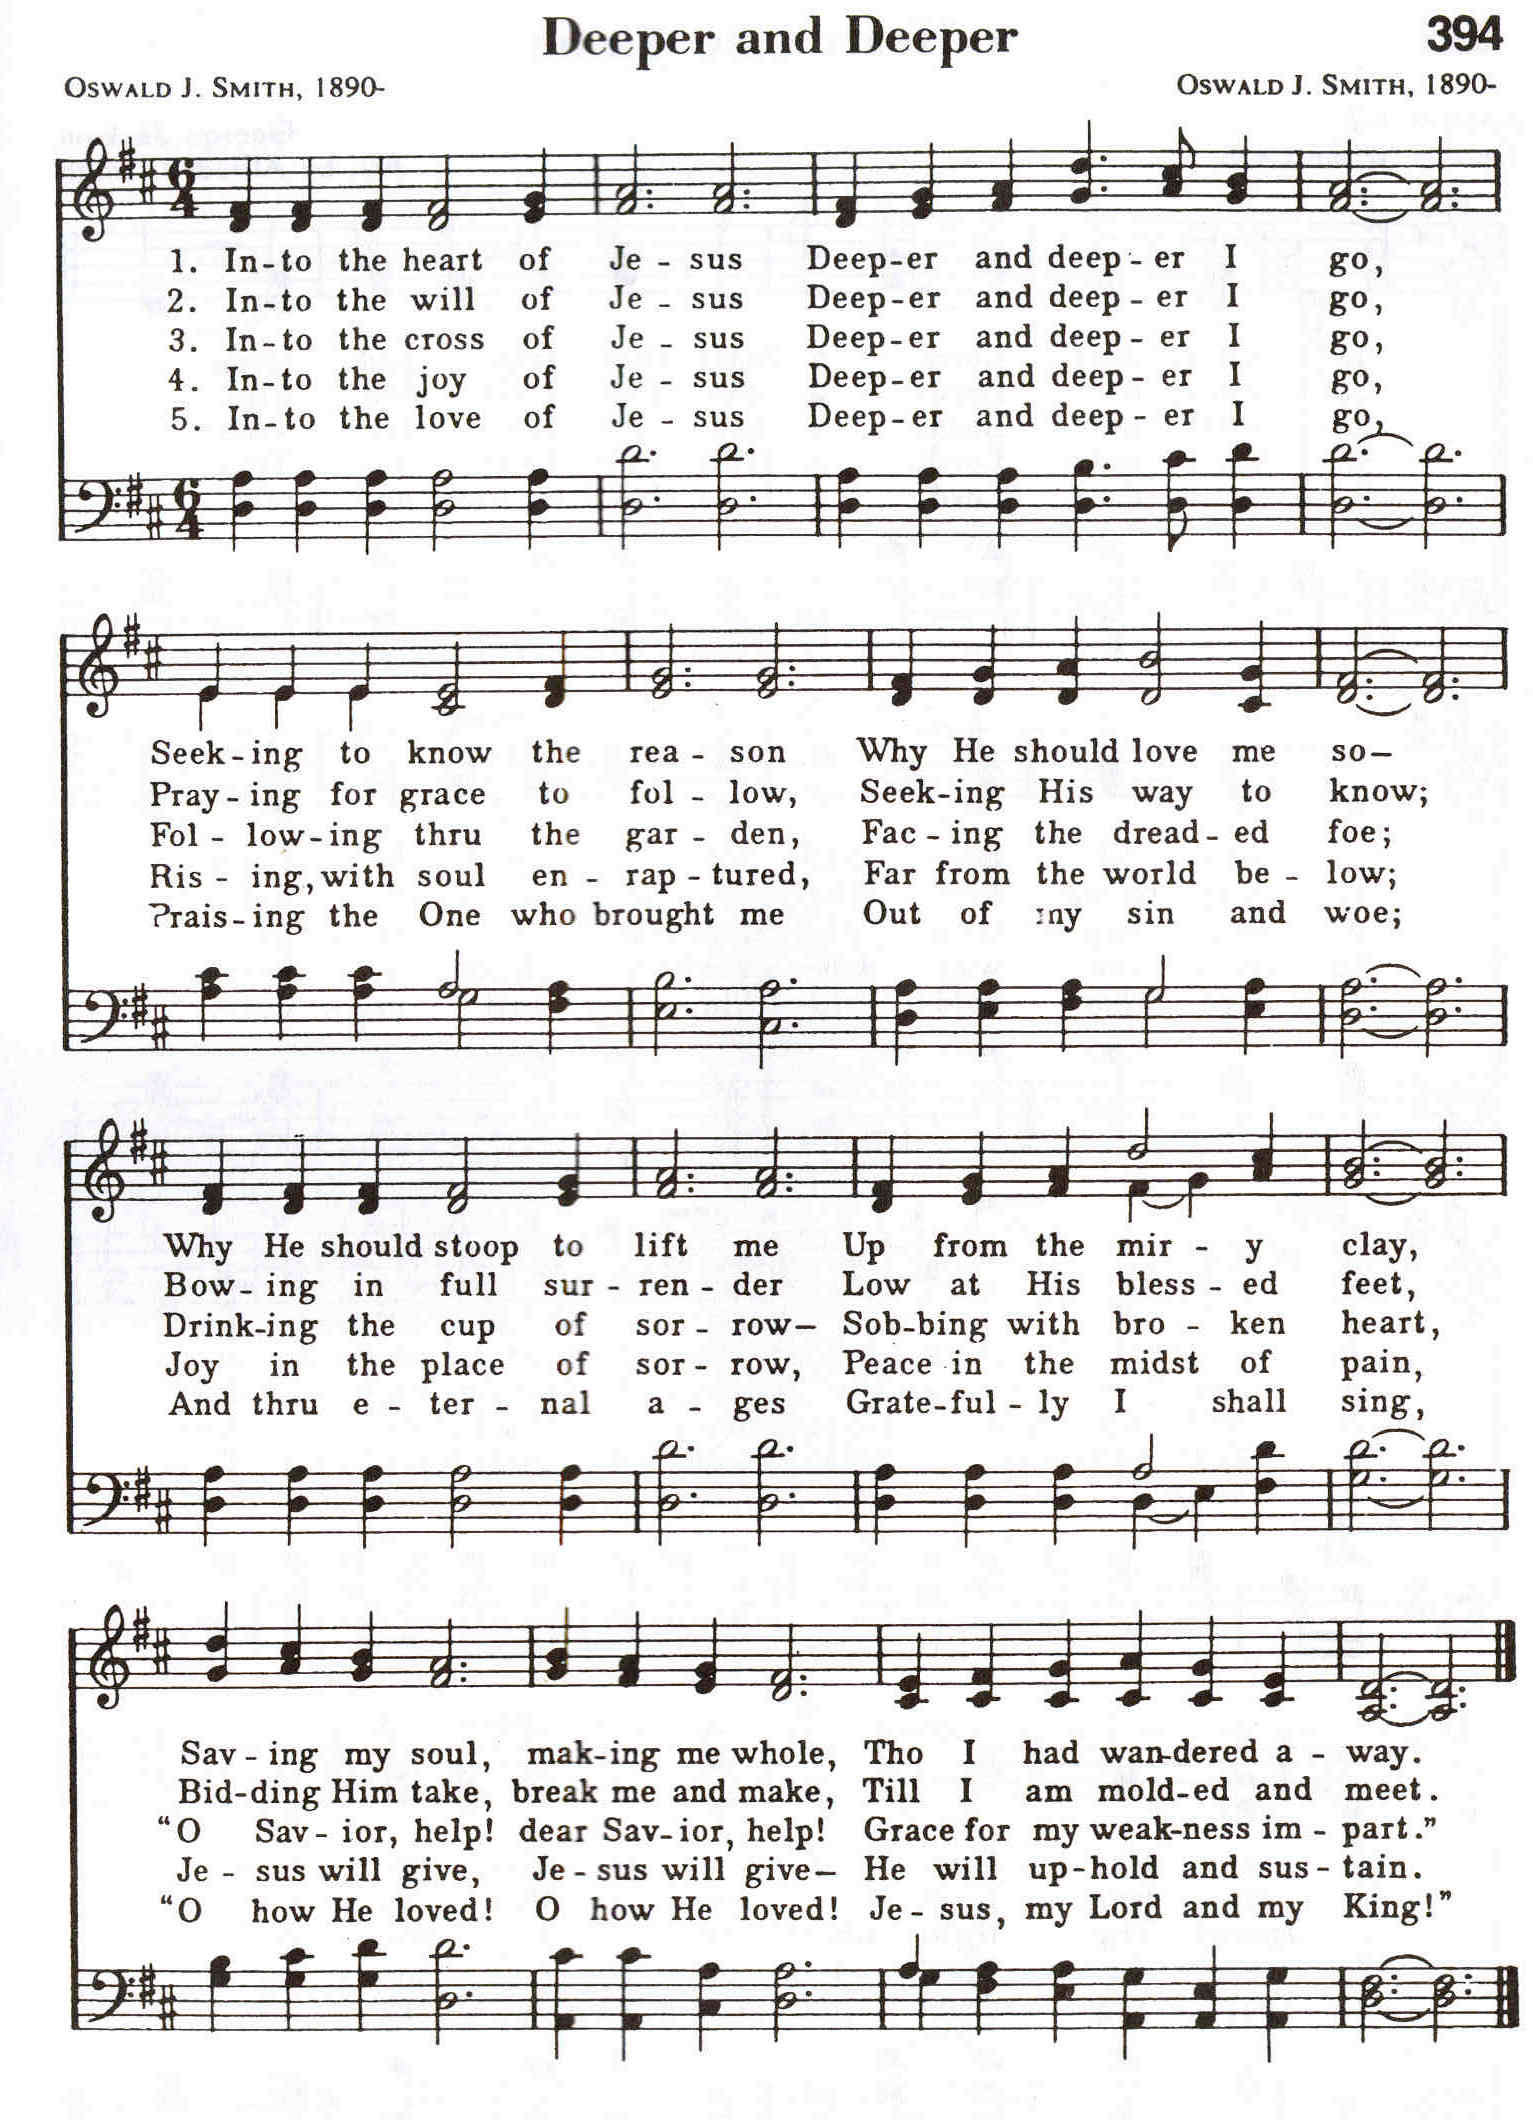 Deeper and Deeper 394
OSWALD J. SMITH, 1890- OSWALD J. SMITH, 1890-
6/4
1. In-to the heart of Je - sus Deep-er and deep - er I go,
2. In-to the will of Je - sus Deep-er and deep - er I go,
3. In-to the cross of Je - sus Deep-er and deep - er I go,
4. In-to the joy of Je - sus Deep-er and deep - er I go,
5. In-to the love of Je - sus Deep-er and deep - er I go,
6/4
Seek - ing to know the rea - son Why He should love me so—
Pray - ing for grace to fol - low, Seek-ing His way to know;
Fol - low-ing thru the gar - den, Fac - ing the dread - ed foe;
Ris - ing, with soul en - rap - tured, Far from the world be - low;
Prais - ing the One who brought me Out of my sin and woe;
Why He should stoop to lift me Up from the mir - y clay,
Bow - ing in full sur - ren - der Low at His bless - ed feet,
Drink-ing the cup of sor - row— Sob-bing with bro - ken heart,
Joy in the place of sor - row, Peace in the midst of pain,
And thru e - ter - nal a - ges Grate-ful - ly I shall sing,
Sav - ing my soul, mak-ing me whole, Tho I had wan-dered a - way.
Bid-ding Him take, break me and make, Till I am mold-ed and meet.
“O Sav - ior, help! dear Sav-ior, help! Grace for my weak-ness im - part.”
Je - sus will give, Je - sus will give— He will up-hold and sus - tain.
“O how He loved! O how He loved! Je - sus, my Lord and my King!”